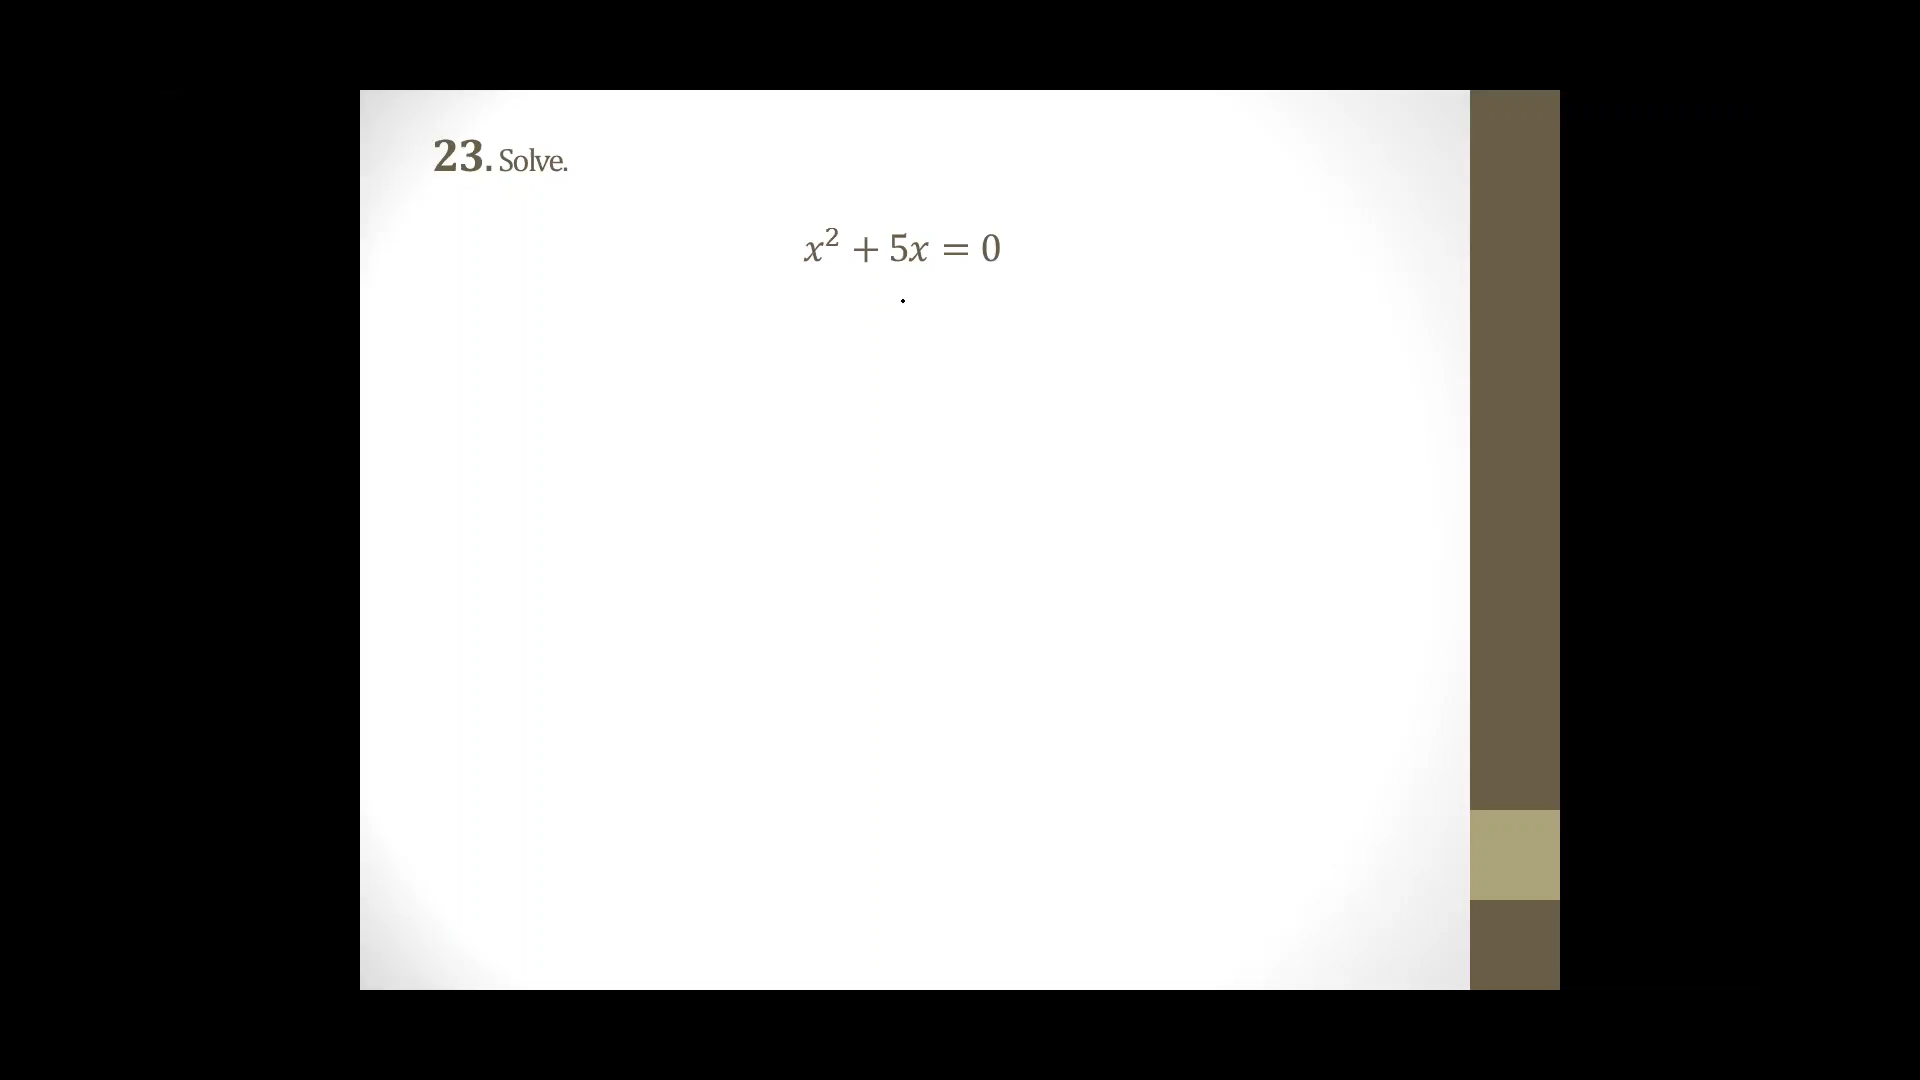 23. Solve.
x² + 5x = 0